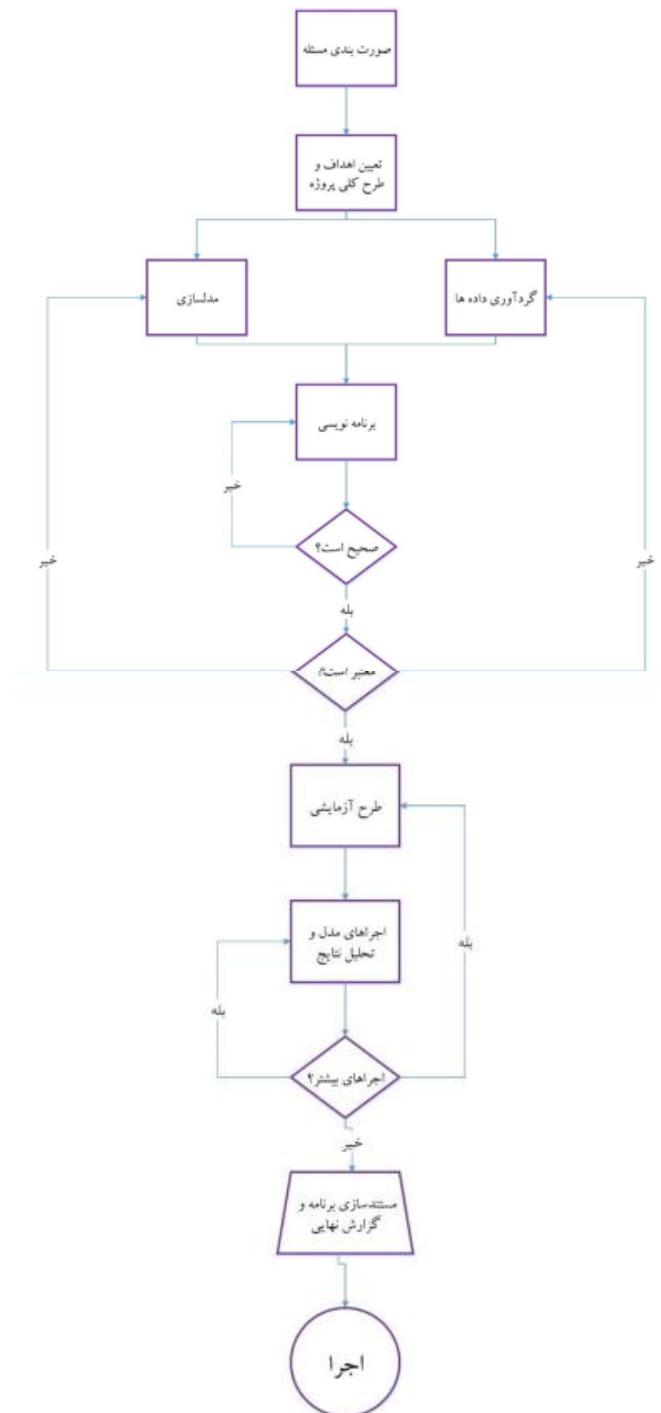 صورت بندی مسئله
تعیین اهداف و
طرح کلی پروژه
گردآوری داده ها
مدلسازی
برنامه نویسی
خیر
صحیح است؟
خیر
خیر
بله
معتبر است؟
بله
طرح آزمایشی
اجراهای مدل و
تحلیل نتایج
بله
بله
اجراهای بیشتر؟
خیر
مستندسازی برنامه و
گزارش نهایی
اجرا